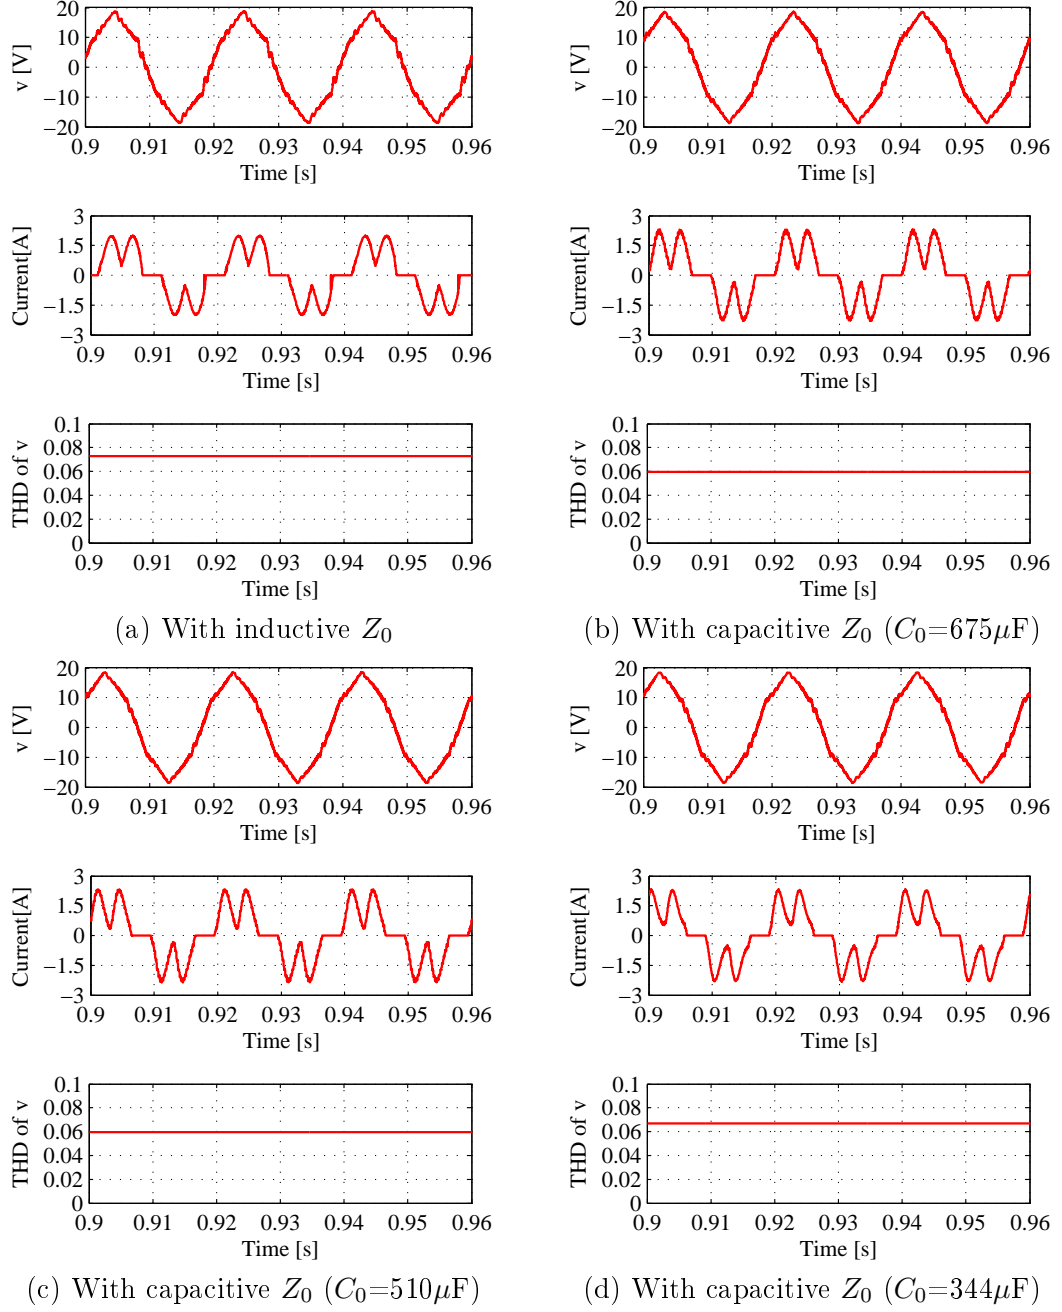 v [V]
20
10
0
−10
−20
0.9 0.91 0.92 0.93 0.94 0.95 0.96
Time [s]
Current[A]
3
1.5
0
−1.5
−3
0.9 0.91 0.92 0.93 0.94 0.95 0.96
Time [s]
THD of v
0.1
0.08
0.06
0.04
0.02
0
0.9 0.91 0.92 0.93 0.94 0.95 0.96
Time [s]
(a) With inductive Z0
v [V]
20
10
0
−10
−20
0.9 0.91 0.92 0.93 0.94 0.95 0.96
Time [s]
Current[A]
3
1.5
0
−1.5
−3
0.9 0.91 0.92 0.93 0.94 0.95 0.96
Time [s]
THD of v
0.1
0.08
0.06
0.04
0.02
0
0.9 0.91 0.92 0.93 0.94 0.95 0.96
Time [s]
(b) With capacitive Z0 (C0=675μF)
v [V]
20
10
0
−10
−20
0.9 0.91 0.92 0.93 0.94 0.95 0.96
Time [s]
Current[A]
3
1.5
0
−1.5
−3
0.9 0.91 0.92 0.93 0.94 0.95 0.96
Time [s]
THD of v
0.1
0.08
0.06
0.04
0.02
0
0.9 0.91 0.92 0.93 0.94 0.95 0.96
Time [s]
(c) With capacitive Z0 (C0=510μF)
v [V]
20
10
0
−10
−20
0.9 0.91 0.92 0.93 0.94 0.95 0.96
Time [s]
Current[A]
3
1.5
0
−1.5
−3
0.9 0.91 0.92 0.93 0.94 0.95 0.96
Time [s]
THD of v
0.1
0.08
0.06
0.04
0.02
0
0.9 0.91 0.92 0.93 0.94 0.95 0.96
Time [s]
(d) With capacitive Z0 (C0=344μF)